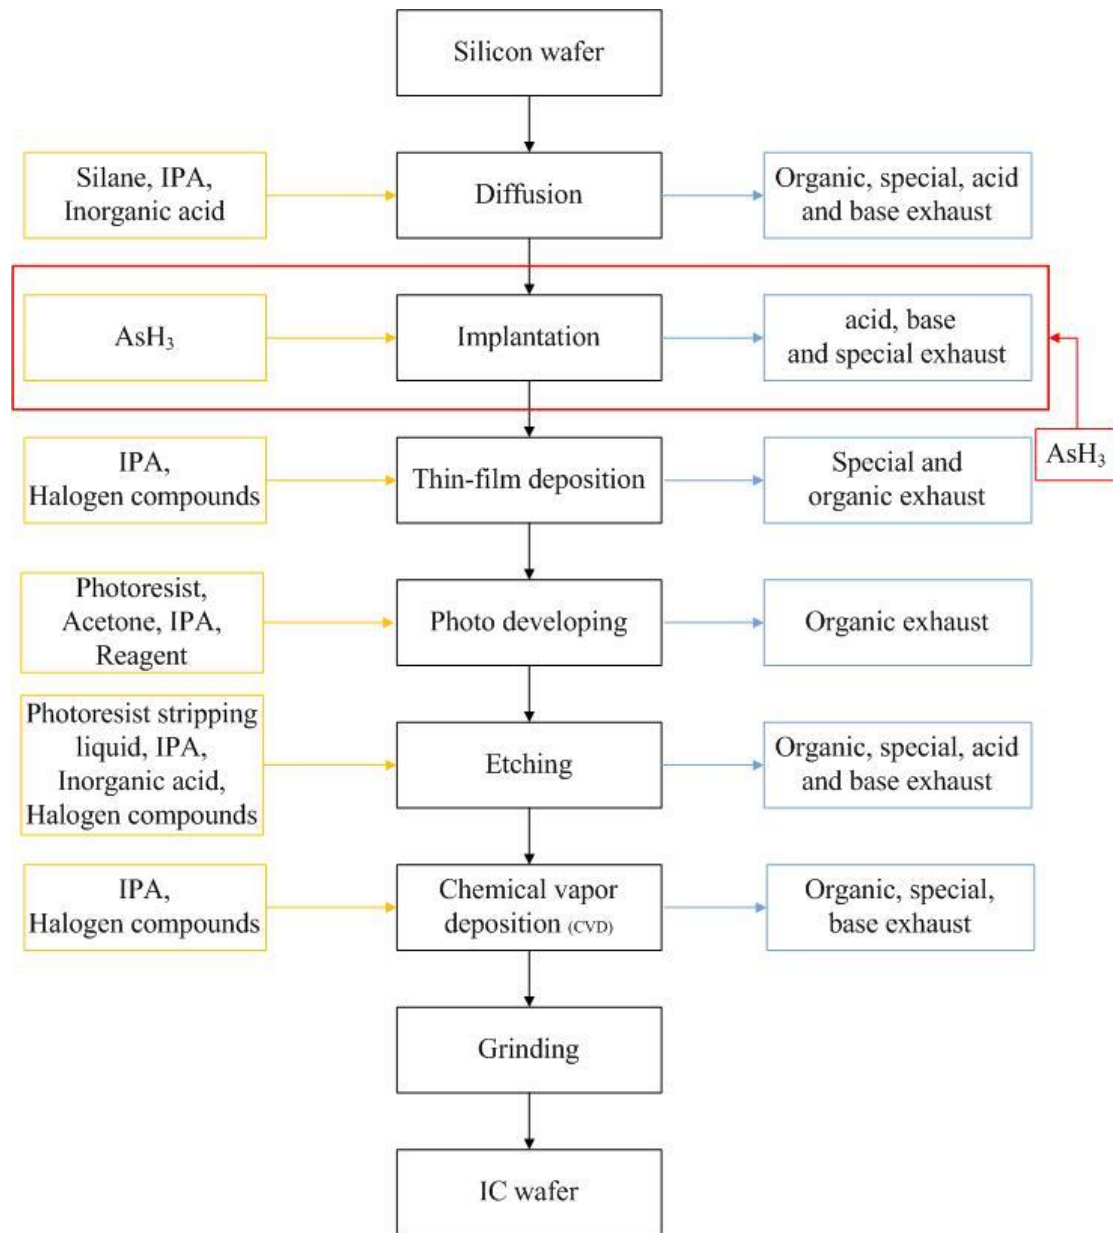 Silicon wafer
Silane, IPA,
Inorganic acid
Diffusion
Organic, special, acid
and base exhaust
AsH₃
Implantation
acid, base
and special exhaust
AsH₃
IPA,
Halogen compounds
Thin-film deposition
Special and
organic exhaust
Photoresist,
Acetone, IPA,
Reagent
Photo developing
Organic exhaust
Photoresist stripping
liquid, IPA,
Inorganic acid,
Halogen compounds
Etching
Organic, special, acid
and base exhaust
IPA,
Halogen compounds
Chemical vapor
deposition (CVD)
Organic, special,
base exhaust
Grinding
IC wafer